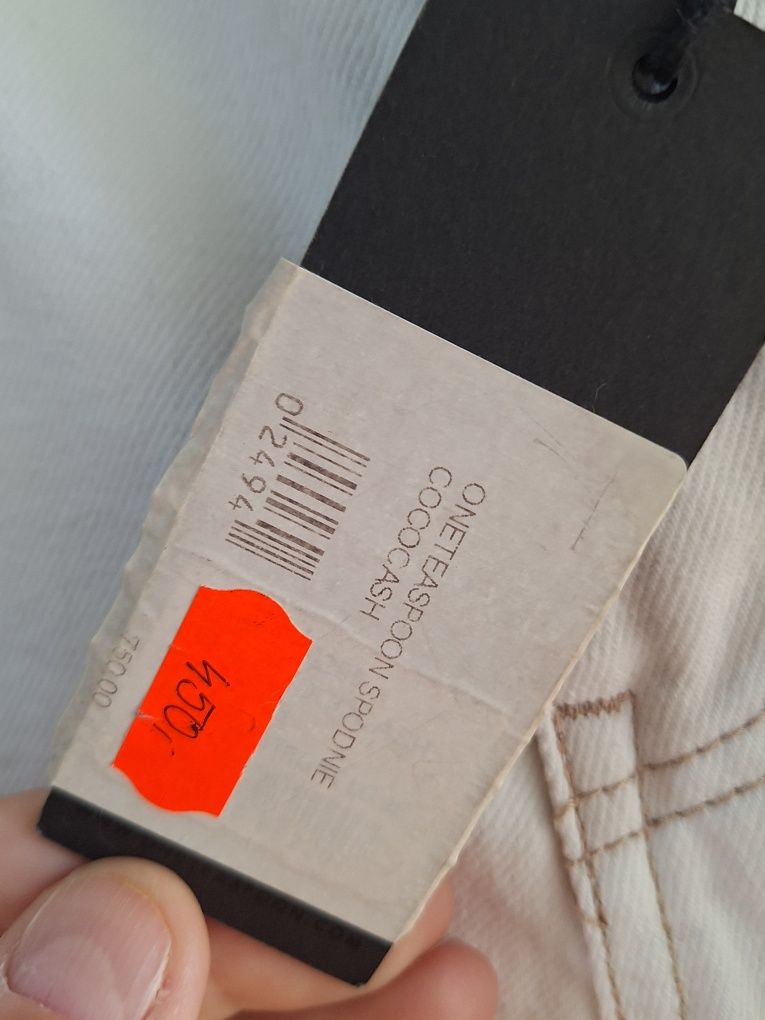 ONETEASPOON SPODNIE
COCOCASH
02494
750.00
450,-